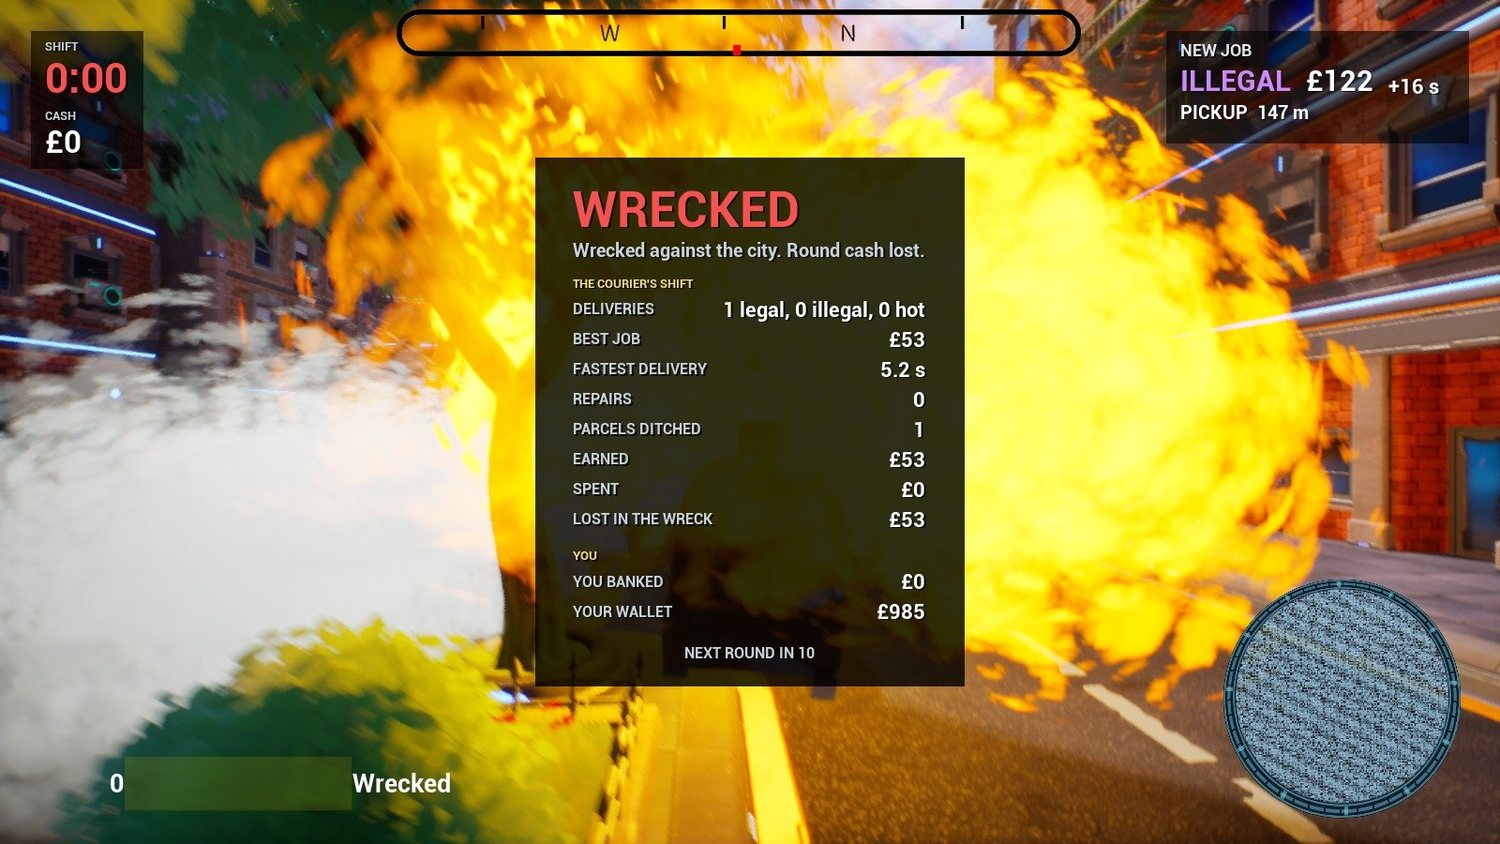 W N
SHIFT
0:00
CASH
£0
NEW JOB
ILLEGAL £122 +16 s
PICKUP 147 m
WRECKED
Wrecked against the city. Round cash lost.
THE COURIER'S SHIFT
DELIVERIES 1 legal, 0 illegal, 0 hot
BEST JOB £53
FASTEST DELIVERY 5.2 s
REPAIRS 0
PARCELS DITCHED 1
EARNED £53
SPENT £0
LOST IN THE WRECK £53
YOU
YOU BANKED £0
YOUR WALLET £985
NEXT ROUND IN 10
0 Wrecked